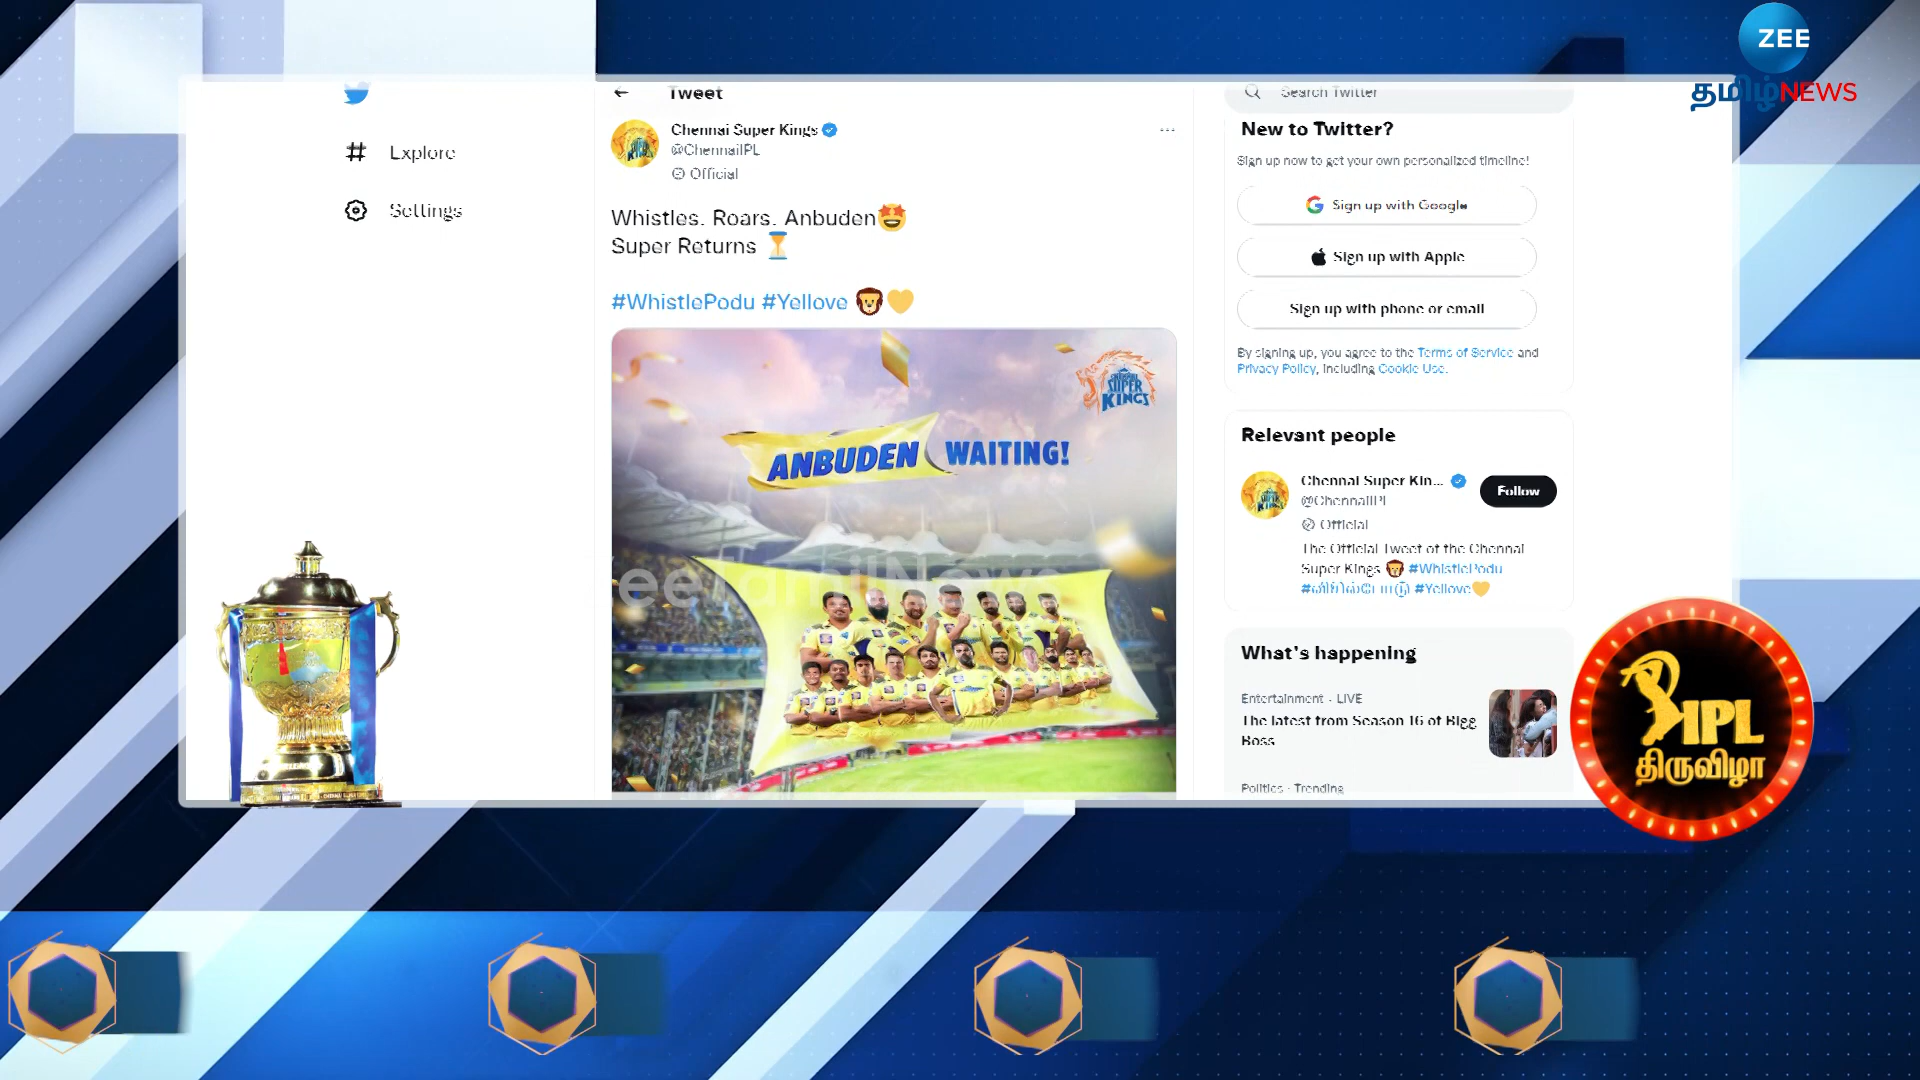 ZEE
தமிழ்NEWS
Tweet
Search Twitter
Explore
Settings
Chennai Super Kings
@ChennaiIPL
Official
Whistles. Roars. Anbuden🤩
Super Returns ⏳
#WhistlePodu #Yellove 🦁💛
CHENNAI
SUPER
KINGS
ANBUDEN WAITING!
ZeeTamilNews
New to Twitter?
Sign up now to get your own personalized timeline!
Sign up with Google
Sign up with Apple
Sign up with phone or email
By signing up, you agree to the Terms of Service and
Privacy Policy, including Cookie Use.
Relevant people
Chennai Super Kin...
Follow
@ChennaiIPL
Official
The Official Tweet of the Chennai
Super Kings 🦁 #WhistlePodu
#விசில்போடு #Yellove💛
What's happening
Entertainment · LIVE
The latest from Season 16 of Bigg
Boss
Politics · Trending
IPL
திருவிழா